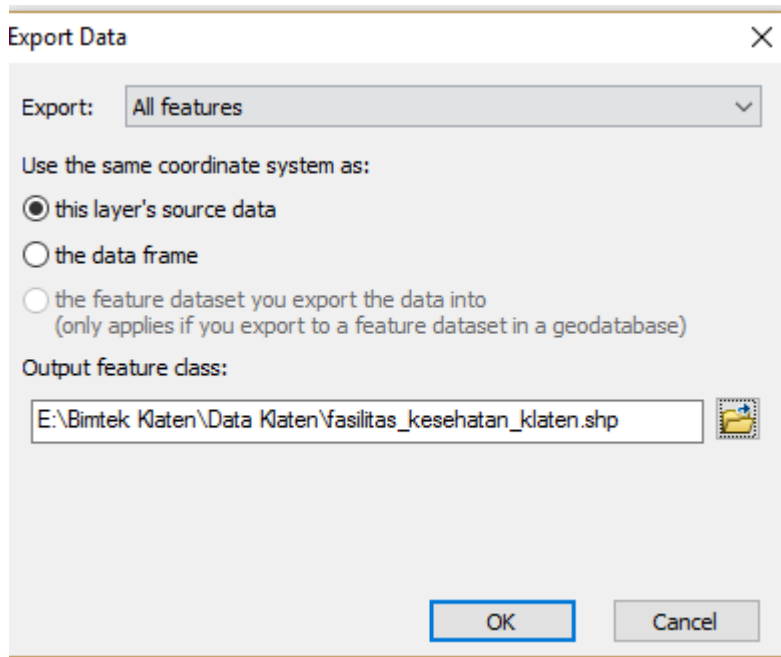 Export Data
Export: All features
Use the same coordinate system as:
this layer's source data
the data frame
the feature dataset you export the data into
(only applies if you export to a feature dataset in a geodatabase)
Output feature class:
E:\Bimtek Klaten\Data Klaten\fasilitas_kesehatan_klaten.shp
OK Cancel